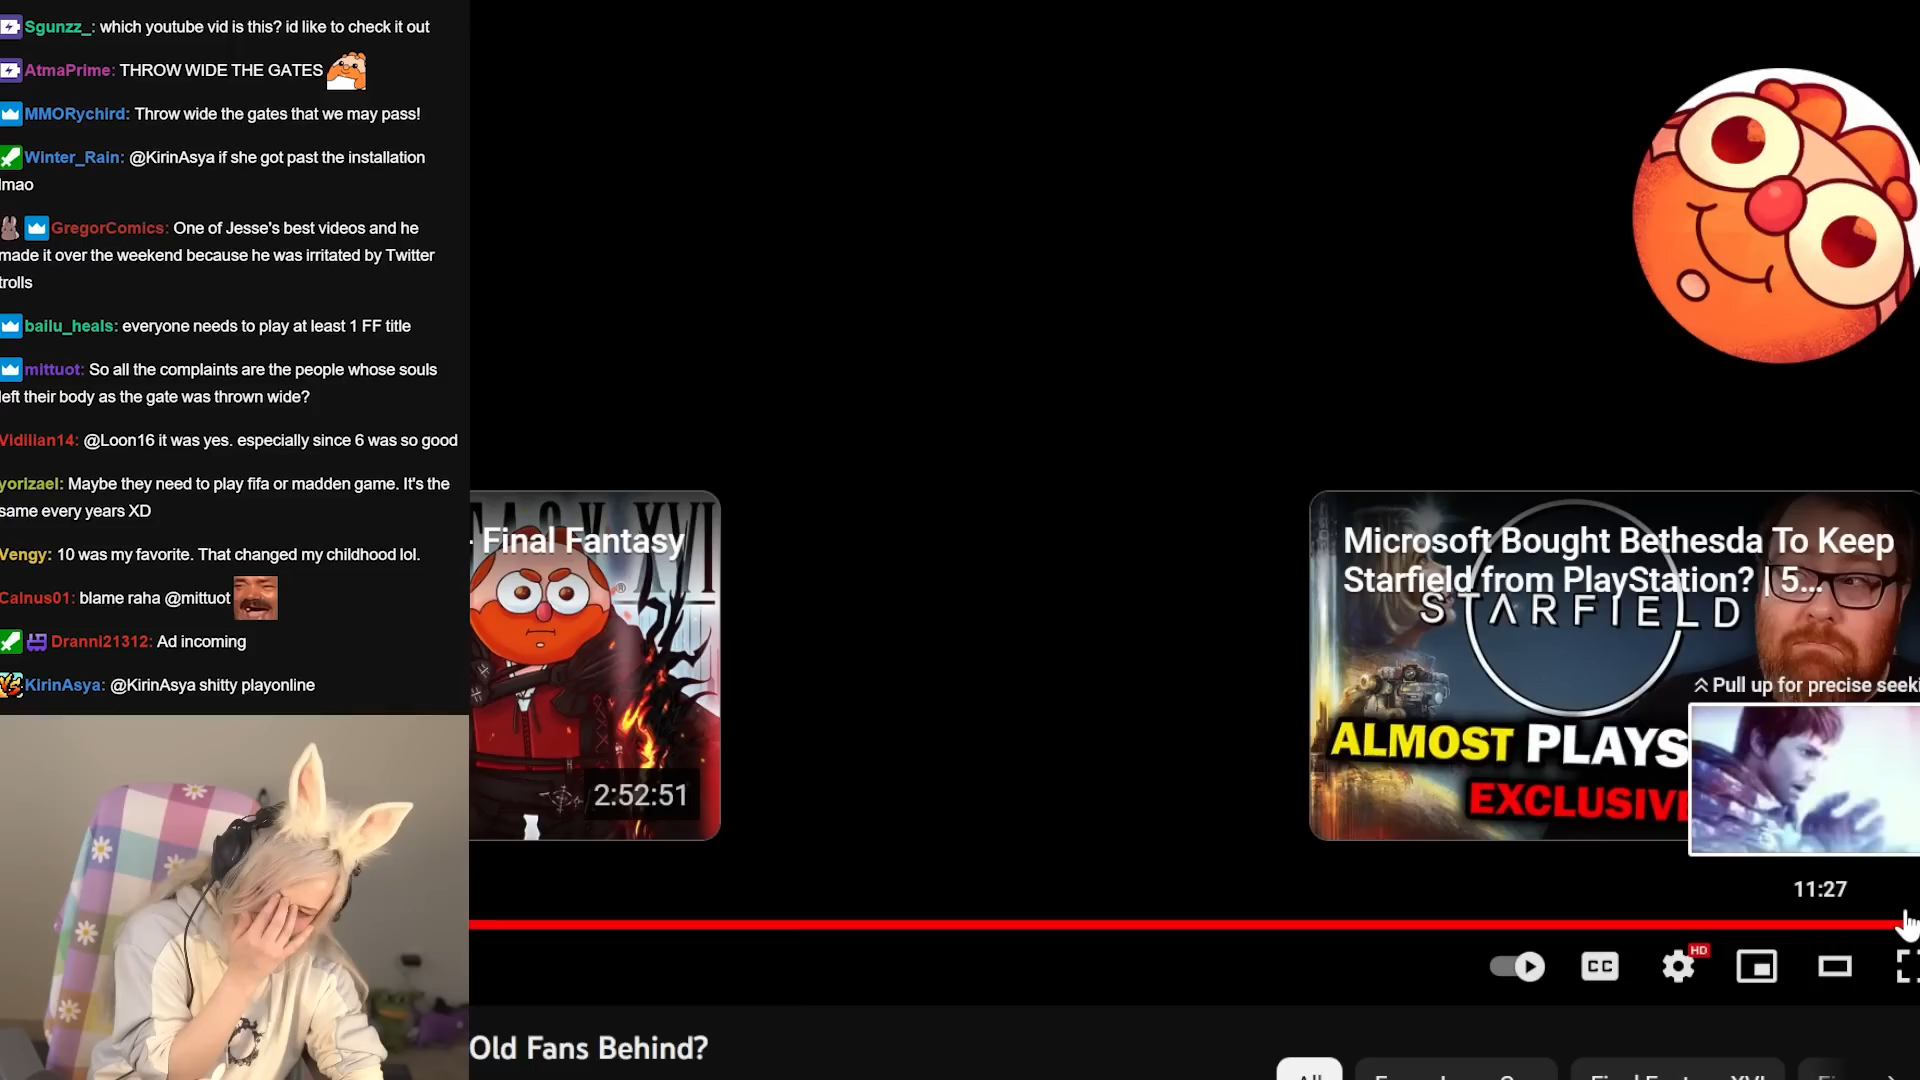 Sgunzz_: which youtube vid is this? id like to check it out
AtmaPrime: THROW WIDE THE GATES
MMORychird: Throw wide the gates that we may pass!
Winter_Rain: @KirinAsya if she got past the installation
lmao
GregorComics: One of Jesse's best videos and he
made it over the weekend because he was irritated by Twitter
trolls
bailu_heals: everyone needs to play at least 1 FF title
mittuot: So all the complaints are the people whose souls
left their body as the gate was thrown wide?
Vidilian14: @Loon16 it was yes. especially since 6 was so good
yorizael: Maybe they need to play fifa or madden game. It's the
same every years XD
Vengy: 10 was my favorite. That changed my childhood lol.
Calnus01: blame raha @mittuot
Dranni21312: Ad incoming
KirinAsya: @KirinAsya shitty playonline
XVI
- Final Fantasy
2:52:51
Microsoft Bought Bethesda To Keep
Starfield from PlayStation? | 5...
STARFIELD
ALMOST PLAYS
EXCLUSIV
Pull up for precise seeki
11:27
HD
CC
Old Fans Behind?
All